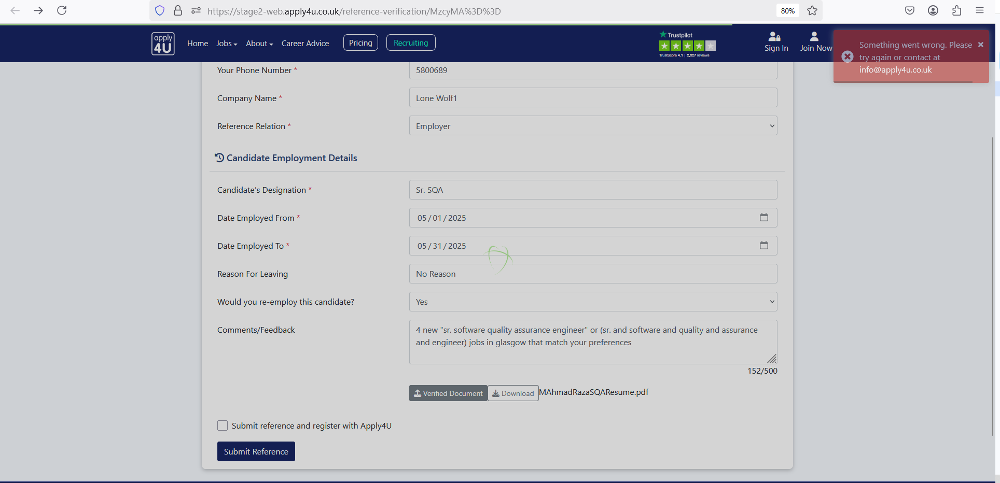 https://stage2-web.apply4u.co.uk/reference-verification/MzcyMA%3D%3D
80%
apply
4U
Home
Jobs
About
Career Advice
Pricing
Recruiting
Trustpilot
TrustScore 4.1 | 2,327 reviews
Sign In
Join Now
Something went wrong. Please
try again or contact at
info@apply4u.co.uk
Your Phone Number *
5800689
Company Name *
Lone Wolf1
Reference Relation *
Employer
Candidate Employment Details
Candidate's Designation *
Sr. SQA
Date Employed From *
05/01/2025
Date Employed To *
05/31/2025
Reason For Leaving
No Reason
Would you re-employ this candidate?
Yes
Comments/Feedback
4 new "sr. software quality assurance engineer" or (sr. and software and quality and assurance
and engineer) jobs in glasgow that match your preferences
152/500
Verified Document
Download
MAhmadRazaSQAResume.pdf
Submit reference and register with Apply4U
Submit Reference